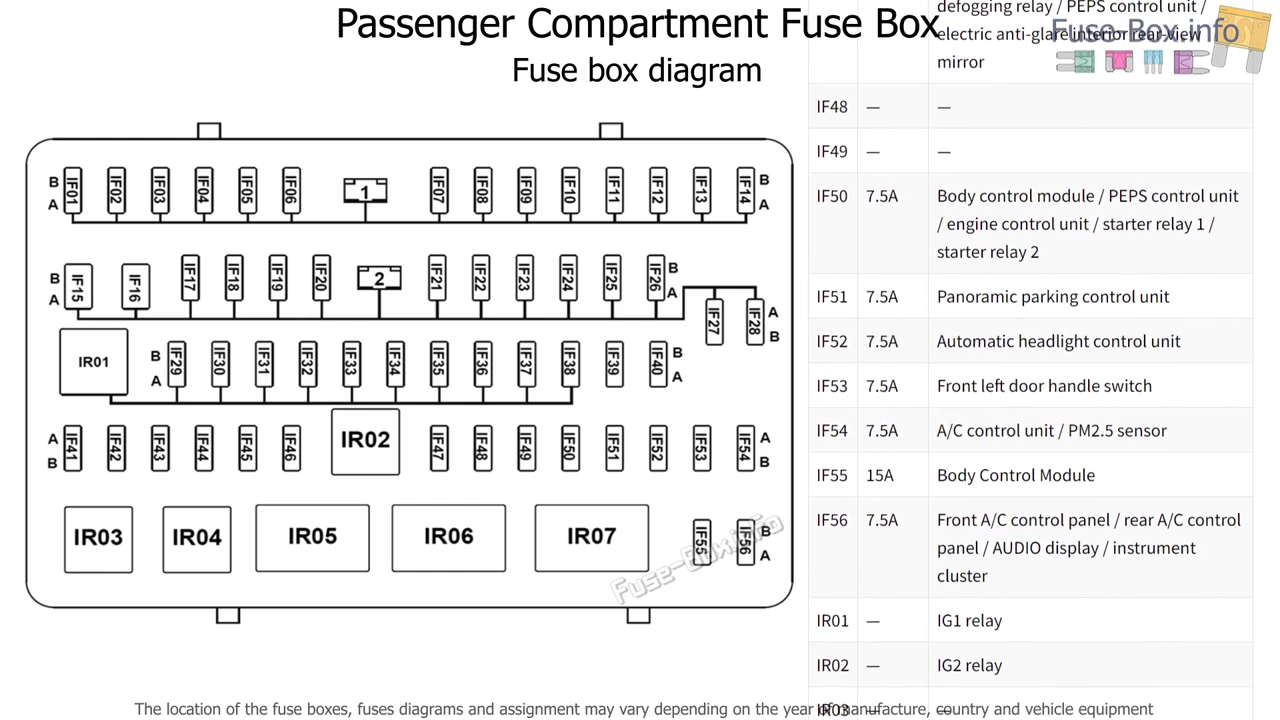 Passenger Compartment Fuse Box
Fuse box diagram
Fuse-Box.info
B IF01 IF02 IF03 IF04 IF05 IF06 1 IF07 IF08 IF09 IF10 IF11 IF12 IF13 IF14 B
A A
B IF15 IF16 IF17 IF18 IF19 IF20 2 IF21 IF22 IF23 IF24 IF25 IF26 B
A A
IF27 IF28 A
B
IR01 B IF29 IF30 IF31 IF32 IF33 IF34 IF35 IF36 IF37 IF38 IF39 IF40 B
A A
A IF41 IF42 IF43 IF44 IF45 IF46 IR02 IF47 IF48 IF49 IF50 IF51 IF52 IF53 IF54 A
B B
IR03 IR04 IR05 IR06 IR07 IF55 IF56 B
A
Fuse-Box.info
defogging relay / PEPS control unit /
electric anti-glare interior rear-view
mirror
IF48 — —
IF49 — —
IF50 7.5A Body control module / PEPS control unit
/ engine control unit / starter relay 1 /
starter relay 2
IF51 7.5A Panoramic parking control unit
IF52 7.5A Automatic headlight control unit
IF53 7.5A Front left door handle switch
IF54 7.5A A/C control unit / PM2.5 sensor
IF55 15A Body Control Module
IF56 7.5A Front A/C control panel / rear A/C control
panel / AUDIO display / instrument
cluster
IR01 — IG1 relay
IR02 — IG2 relay
IR03 — —
The location of the fuse boxes, fuses diagrams and assignment may vary depending on the year of manufacture, country and vehicle equipment